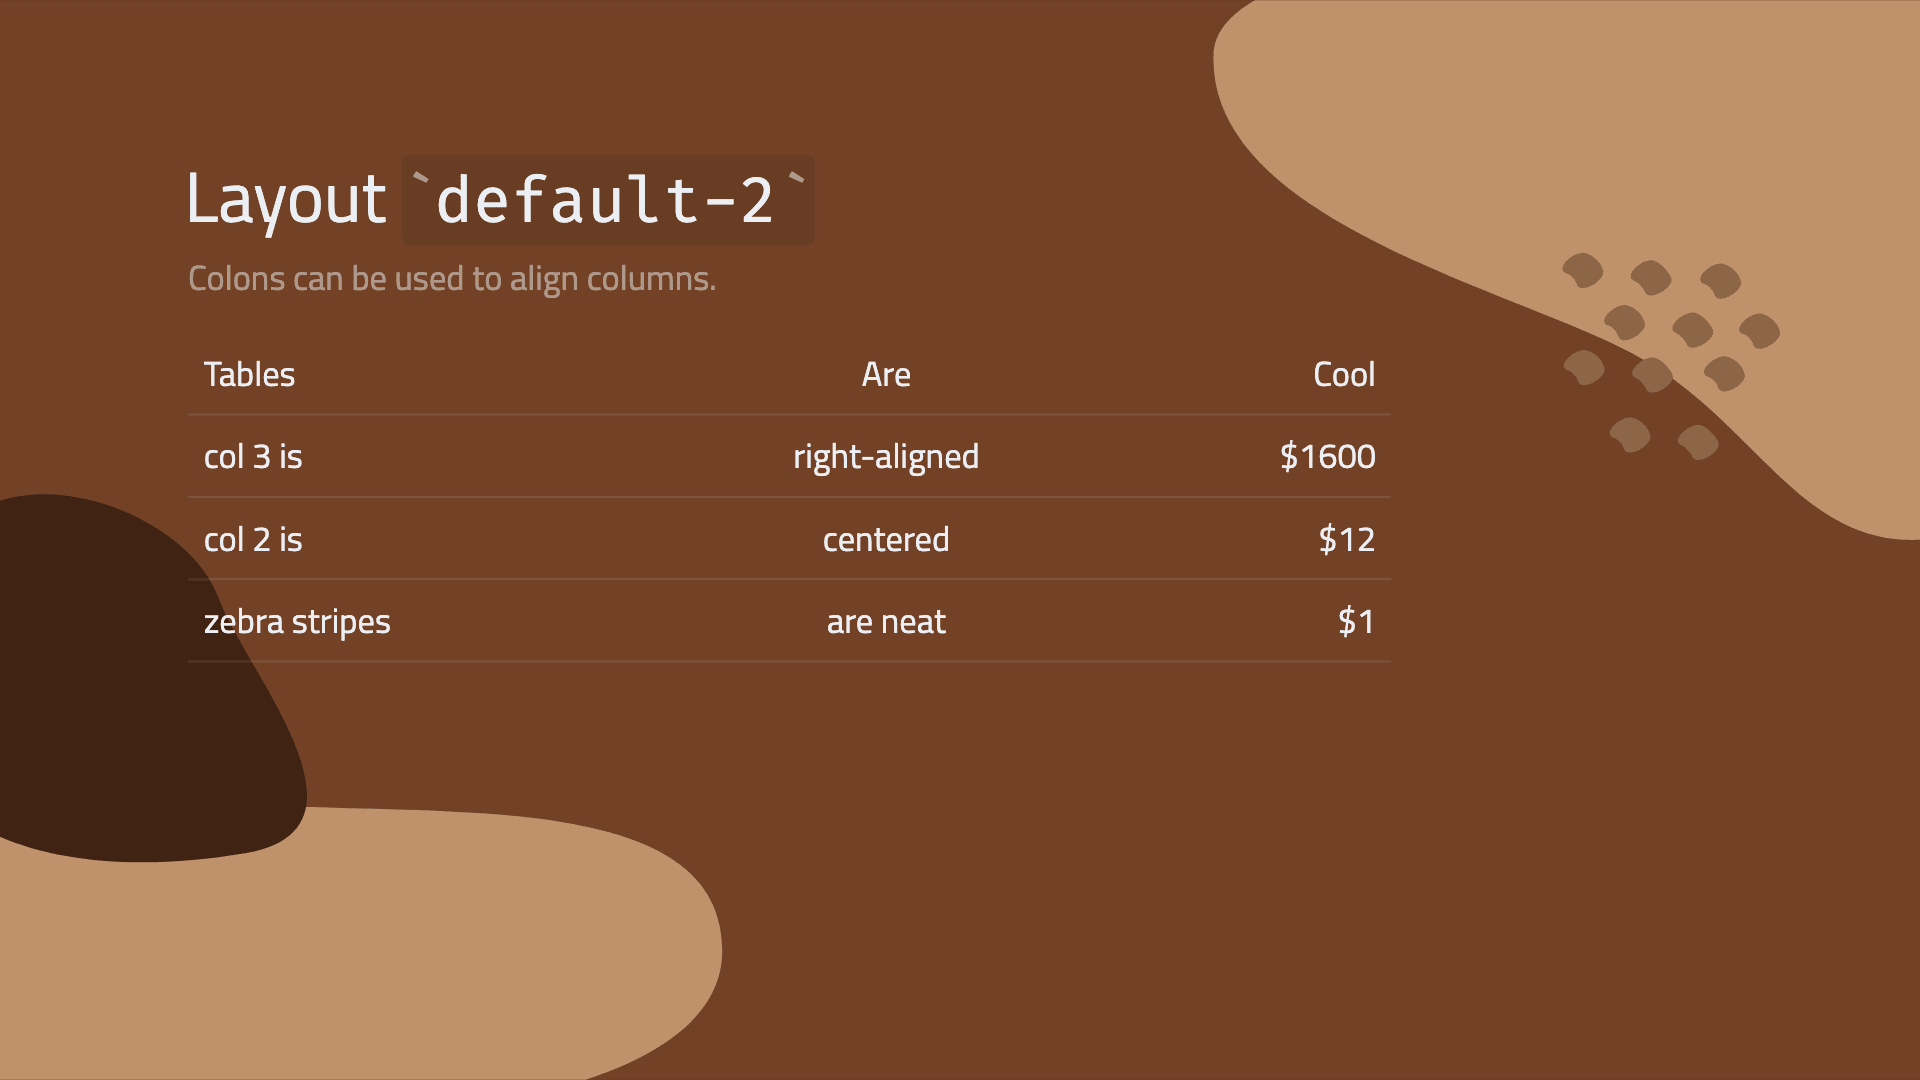 Layout `default-2`
Colons can be used to align columns.
Tables Are Cool
col 3 is right-aligned $1600
col 2 is centered $12
zebra stripes are neat $1